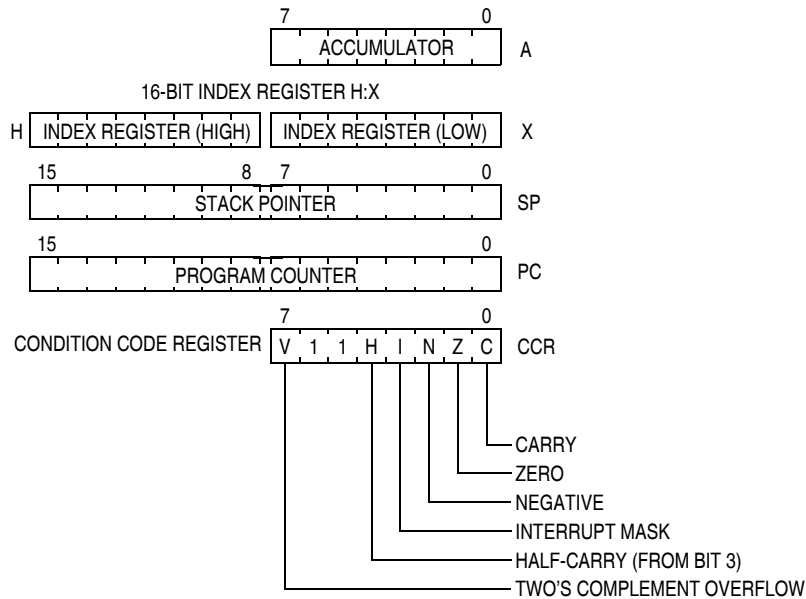 7 0
ACCUMULATOR A
16-BIT INDEX REGISTER H:X
H INDEX REGISTER (HIGH) INDEX REGISTER (LOW) X
15 8 7 0
STACK POINTER SP
15 0
PROGRAM COUNTER PC
7 0
CONDITION CODE REGISTER V 1 1 H I N Z C CCR
CARRY
ZERO
NEGATIVE
INTERRUPT MASK
HALF-CARRY (FROM BIT 3)
TWO'S COMPLEMENT OVERFLOW